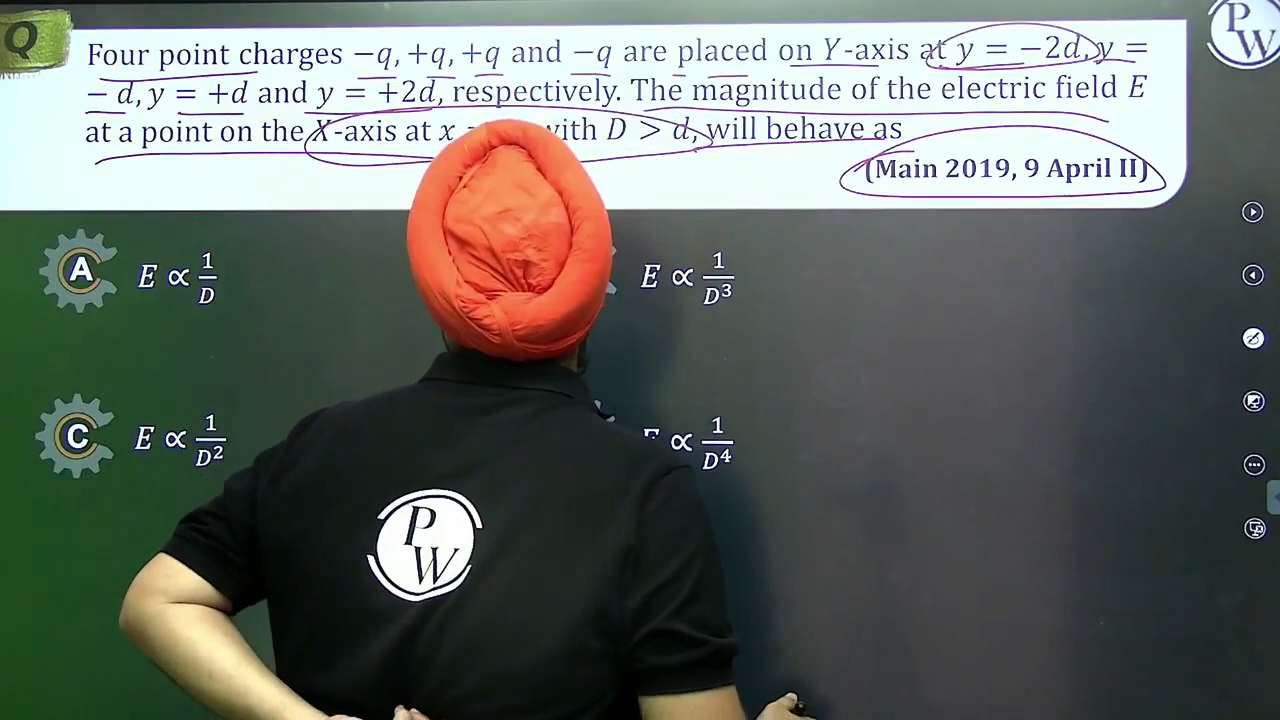 Q
Four point charges −q, +q, +q and −q are placed on Y-axis at y = −2d, y =
− d, y = +d and y = +2d, respectively. The magnitude of the electric field E
at a point on the X-axis at x with D > d, will behave as
(Main 2019, 9 April II)
P
W
A E ∝ 1/D
E ∝ 1/D³
C E ∝ 1/D²
∝ 1/D⁴
P
W